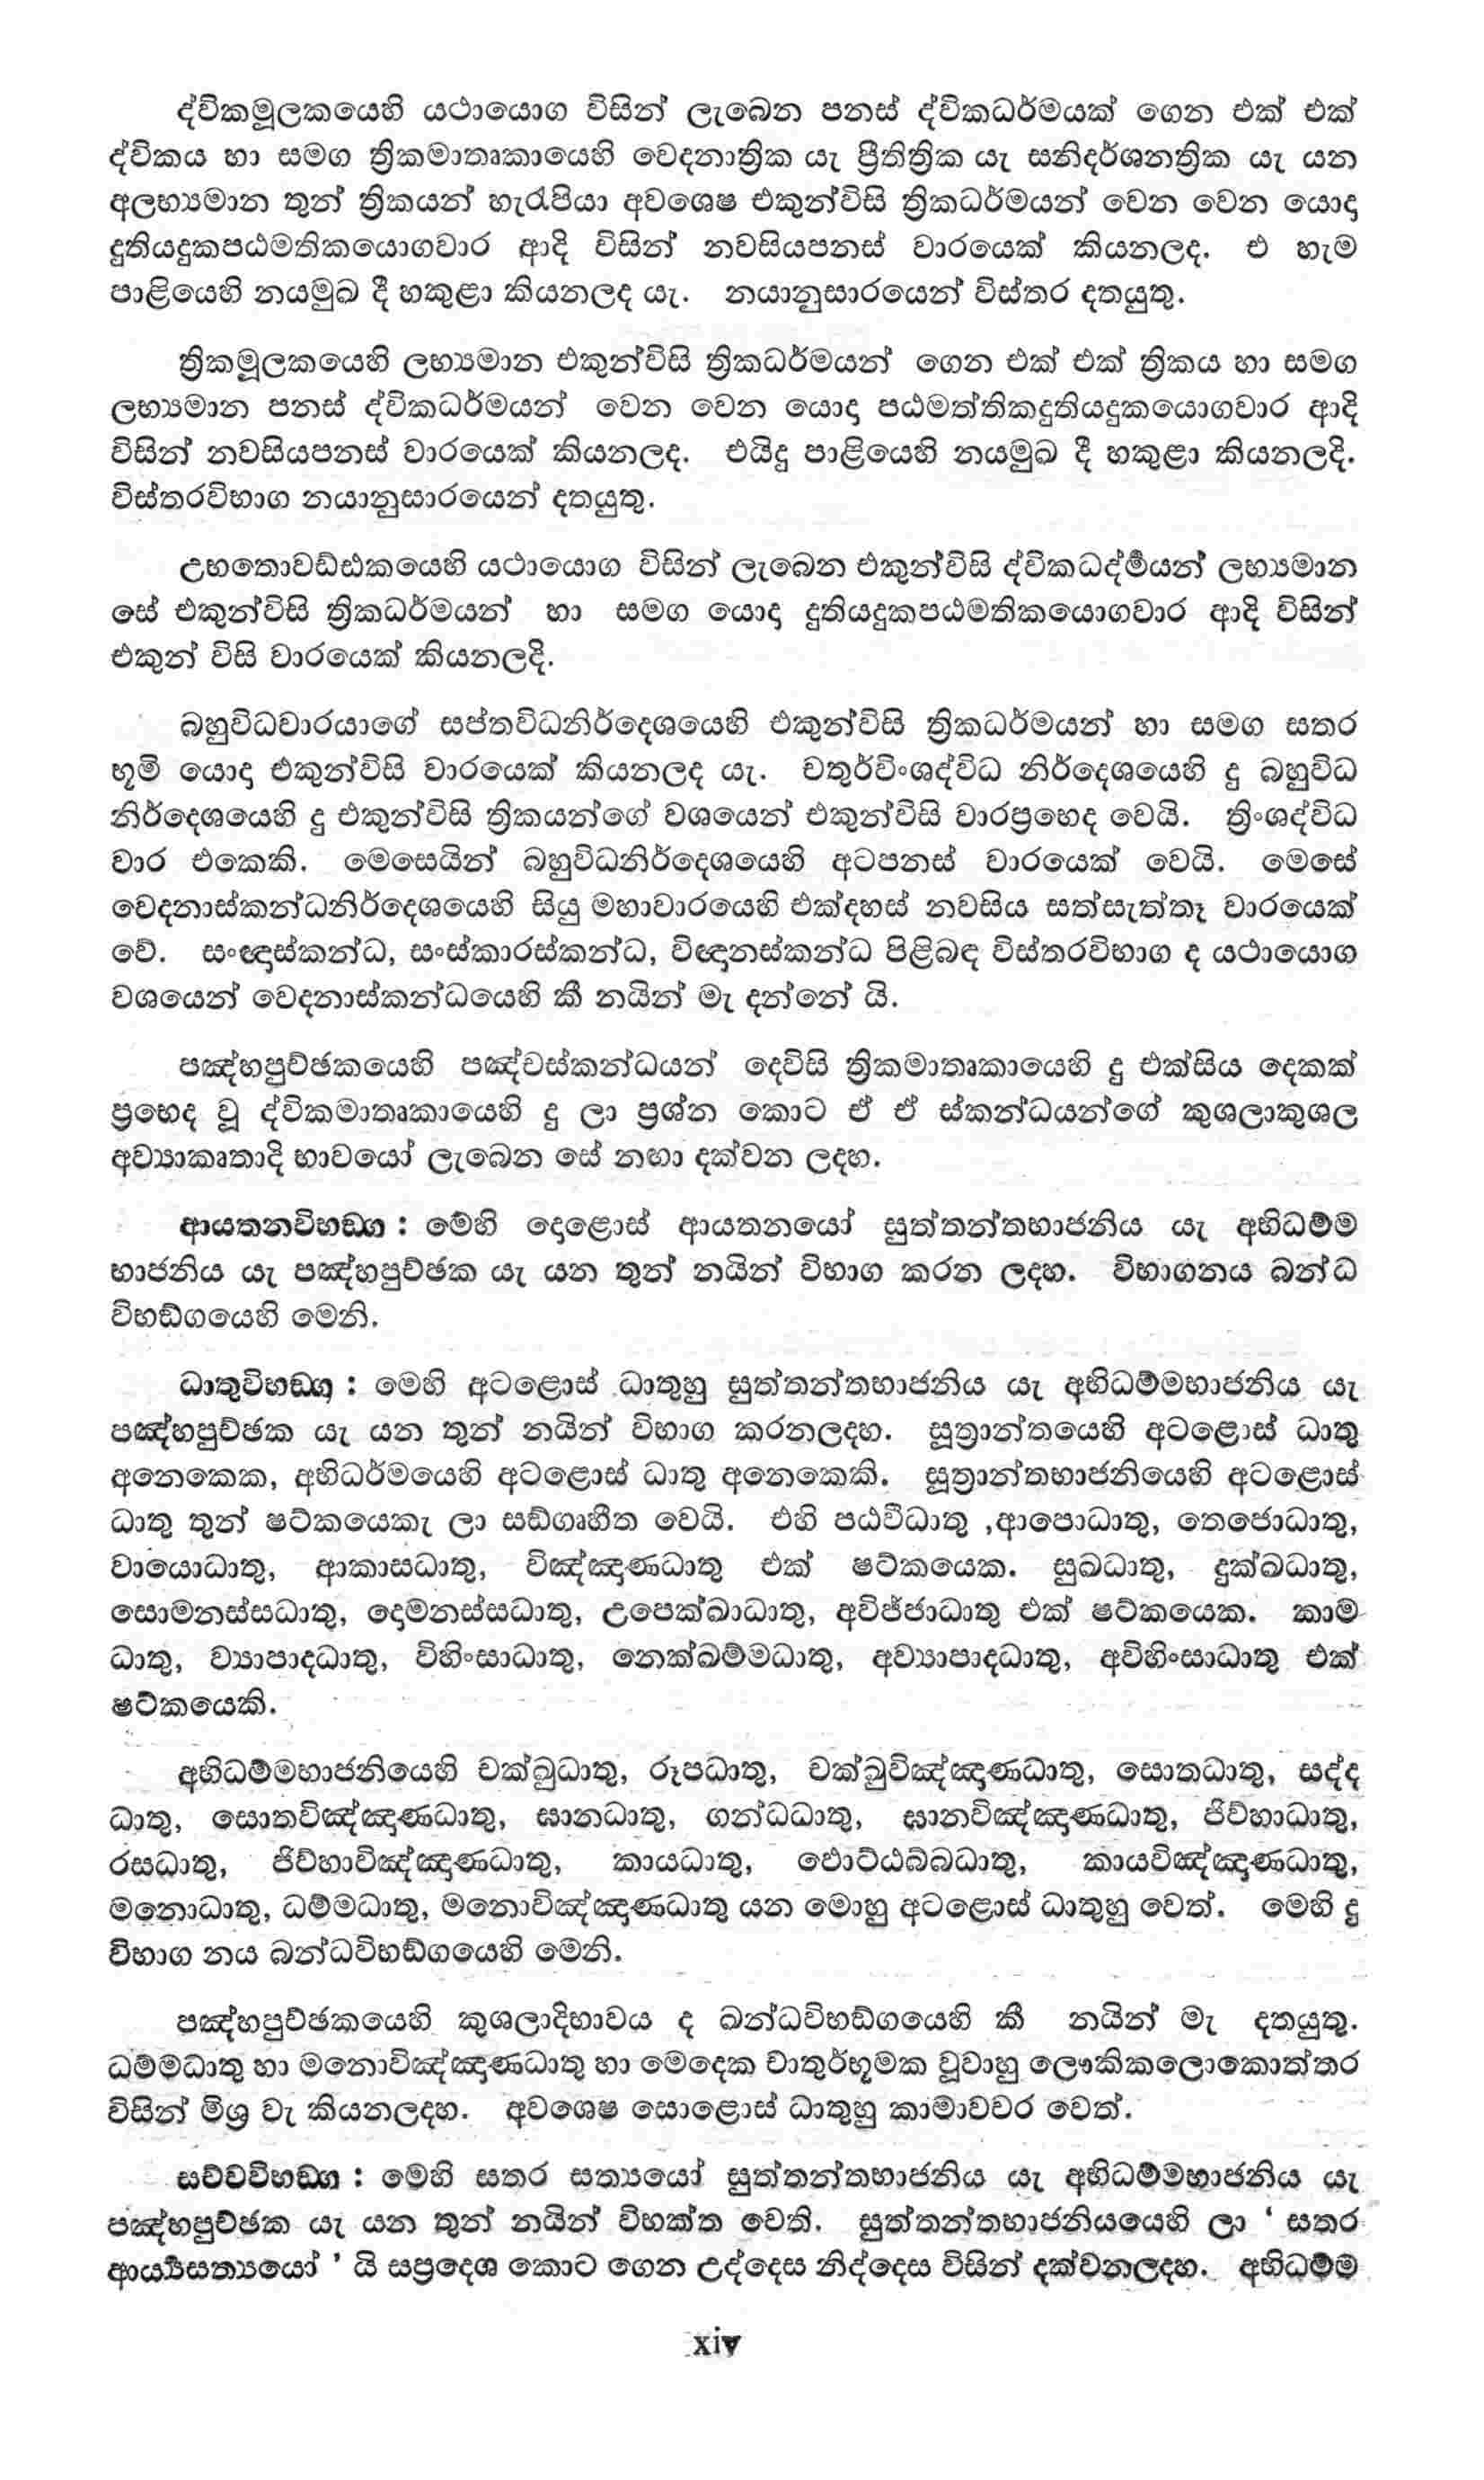 ද්විකමූලකයෙහි යථායොග විසින් ලැබෙන පනස් ද්විකධර්මයක් ගෙන එක් එක්
ද්විකය හා සමග ත්‍රිකමාතෘකායෙහි වෙදනාත්‍රික යැ ප්‍රීතිත්‍රික යැ සනිදර්ශනත්‍රික යැ යන
අලභ්‍යමාන තුන් ත්‍රිකයන් හැරැපියා අවශෙෂ එකුන්විසි ත්‍රිකධර්මයන් වෙන වෙන යොදා
දුතියදුකපඨමතිකයොගවාර ආදි විසින් නවසියපනස් වාරයෙක් කියනලද. එ හැම
පාළියෙහි නයමුඛ දී හකුළා කියනලද යැ. නයානුසාරයෙන් විස්තර දතයුතු.
ත්‍රිකමූලකයෙහි ලභ්‍යමාන එකුන්විසි ත්‍රිකධර්මයන් ගෙන එක් එක් ත්‍රිකය හා සමග
ලභ්‍යමාන පනස් ද්විකධර්මයන් වෙන වෙන යොදා පඨමත්තිකදුතියදුකයොගවාර ආදි
විසින් නවසියපනස් වාරයෙක් කියනලද. එයිදු පාළියෙහි නයමුඛ දී හකුළා කියනලදි.
විස්තරවිභාග නයානුසාරයෙන් දතයුතු.
උභතොවඩ්ඪකයෙහි යථායොග විසින් ලැබෙන එකුන්විසි ද්විකධර්‍මයන් ලභ්‍යමාන
සේ එකුන්විසි ත්‍රිකධර්මයන් හා සමග යොදා දුතියදුකපඨමතිකයොගවාර ආදි විසින්
එකුන් විසි වාරයෙක් කියනලදි.
බහුවිධවාරයාගේ සප්තවිධනිර්දෙශයෙහි එකුන්විසි ත්‍රිකධර්මයන් හා සමග සතර
භූමි යොදා එකුන්විසි වාරයෙක් කියනලද යැ. චතුර්විංශද්විධ නිර්දෙශයෙහි දු බහුවිධ
නිර්දෙශයෙහි දු එකුන්විසි ත්‍රිකයන්ගේ වශයෙන් එකුන්විසි වාරප්‍රභෙද වෙයි. ත්‍රිංශද්විධ
වාර එකෙකි. මෙසෙයින් බහුවිධනිර්දෙශයෙහි අටපනස් වාරයෙක් වෙයි. මෙසේ
වෙදනාස්කන්ධනිර්දෙශයෙහි සියු මහාවාරයෙහි එක්දහස් නවසිය සත්සැත්තෑ වාරයෙක්
වේ. සංඥාස්කන්ධ, සංස්කාරස්කන්ධ, විඥානස්කන්ධ පිළිබඳ විස්තරවිභාග ද යථායොග
වශයෙන් වෙදනාස්කන්ධයෙහි කී නයින් මැ දන්නේ යි.
පඤ්හපුච්ඡකයෙහි පඤ්චස්කන්ධයන් දෙවිසි ත්‍රිකමාතෘකායෙහි දු එක්සිය දෙකක්
ප්‍රභෙද වූ ද්විකමාතෘකායෙහි දු ලා ප්‍රශ්න කොට ඒ ඒ ස්කන්ධයන්ගේ කුශලාකුශල
අව්‍යාකෘතාදි භාවයෝ ලැබෙන සේ නඟා දක්වන ලදහ.
ආයතනවිභඞ්ග : මේහි දොළොස් ආයතනයෝ සුත්තන්තභාජනිය යැ අභිධම්ම
භාජනිය යැ පඤ්හපුච්ඡක යැ යන තුන් නයින් විභාග කරන ලදහ. විභාගනය ඛන්ධ
විභඞ්ගයෙහි මෙනි.
ධාතුවිභඞ්ග : මෙහි අටළොස් ධාතුහු සුත්තන්තභාජනිය යැ අභිධම්මභාජනිය යැ
පඤ්හපුච්ඡක යැ යන තුන් නයින් විභාග කරනලදහ. සූත්‍රාන්තයෙහි අටළොස් ධාතු
අනෙකෙක, අභිධර්මයෙහි අටළොස් ධාතු අනෙකෙකි. සූත්‍රාන්තභාජනියෙහි අටළොස්
ධාතු තුන් ෂට්කයෙකැ ලා සඞ්ගෘහීත වෙයි. එහි පඨවීධාතු ,ආපොධාතු, තෙජොධාතු,
වායොධාතු, ආකාසධාතු, විඤ්ඤාණධාතු එක් ෂට්කයෙක. සුඛධාතු, දුක්ඛධාතු,
සොමනස්සධාතු, දොමනස්සධාතු, උපෙක්ඛාධාතු, අවිජ්ජාධාතු එක් ෂට්කයෙක. කාම
ධාතු, ව්‍යාපාදධාතු, විහිංසාධාතු, නෙක්ඛම්මධාතු, අව්‍යාපාදධාතු, අවිහිංසාධාතු එක්
ෂට්කයෙකි.
අභිධම්මභාජනියෙහි චක්ඛුධාතු, රූපධාතු, චක්ඛුවිඤ්ඤාණධාතු, සොතධාතු, සද්ද
ධාතු, සොතවිඤ්ඤාණධාතු, ඝානධාතු, ගන්ධධාතු, ඝානවිඤ්ඤාණධාතු, ජිව්හාධාතු,
රසධාතු, ජිව්හාවිඤ්ඤාණධාතු, කායධාතු, ඵොට්ඨබ්බධාතු, කායවිඤ්ඤාණධාතු,
මනොධාතු, ධම්මධාතු, මනොවිඤ්ඤාණධාතු යන මොහු අටළොස් ධාතුහු වෙත්. මෙහි දු
විභාග නය ඛන්ධවිභඞ්ගයෙහි මෙනි.
පඤ්හපුච්ඡකයෙහි කුශලාදිභාවය ද ඛන්ධවිභඞ්ගයෙහි කී නයින් මැ දතයුතු.
ධම්මධාතු හා මනොවිඤ්ඤාණධාතු හා මෙදෙක චාතුර්භූමක වූවාහු ලෞකිකලොකොත්තර
විසින් මිශ්‍ර වැ කියනලදහ. අවශෙෂ සොළොස් ධාතුහු කාමාවචර වෙත්.
සච්චවිභඞ්ග : මෙහි සතර සත්‍යයෝ සුත්තන්තභාජනිය යැ අභිධම්මභාජනිය යැ
පඤ්හපුච්ඡක යැ යන තුන් නයින් විභක්ත වෙති. සුත්තන්තභාජනියයෙහි ලා ‘ සතර
ආර්‍ය්‍යසත්‍යයෝ ’ යි සප්‍රදෙශ කොට ගෙන උද්දෙස නිද්දෙස විසින් දක්වනලදහ. අභිධම්ම
xiv